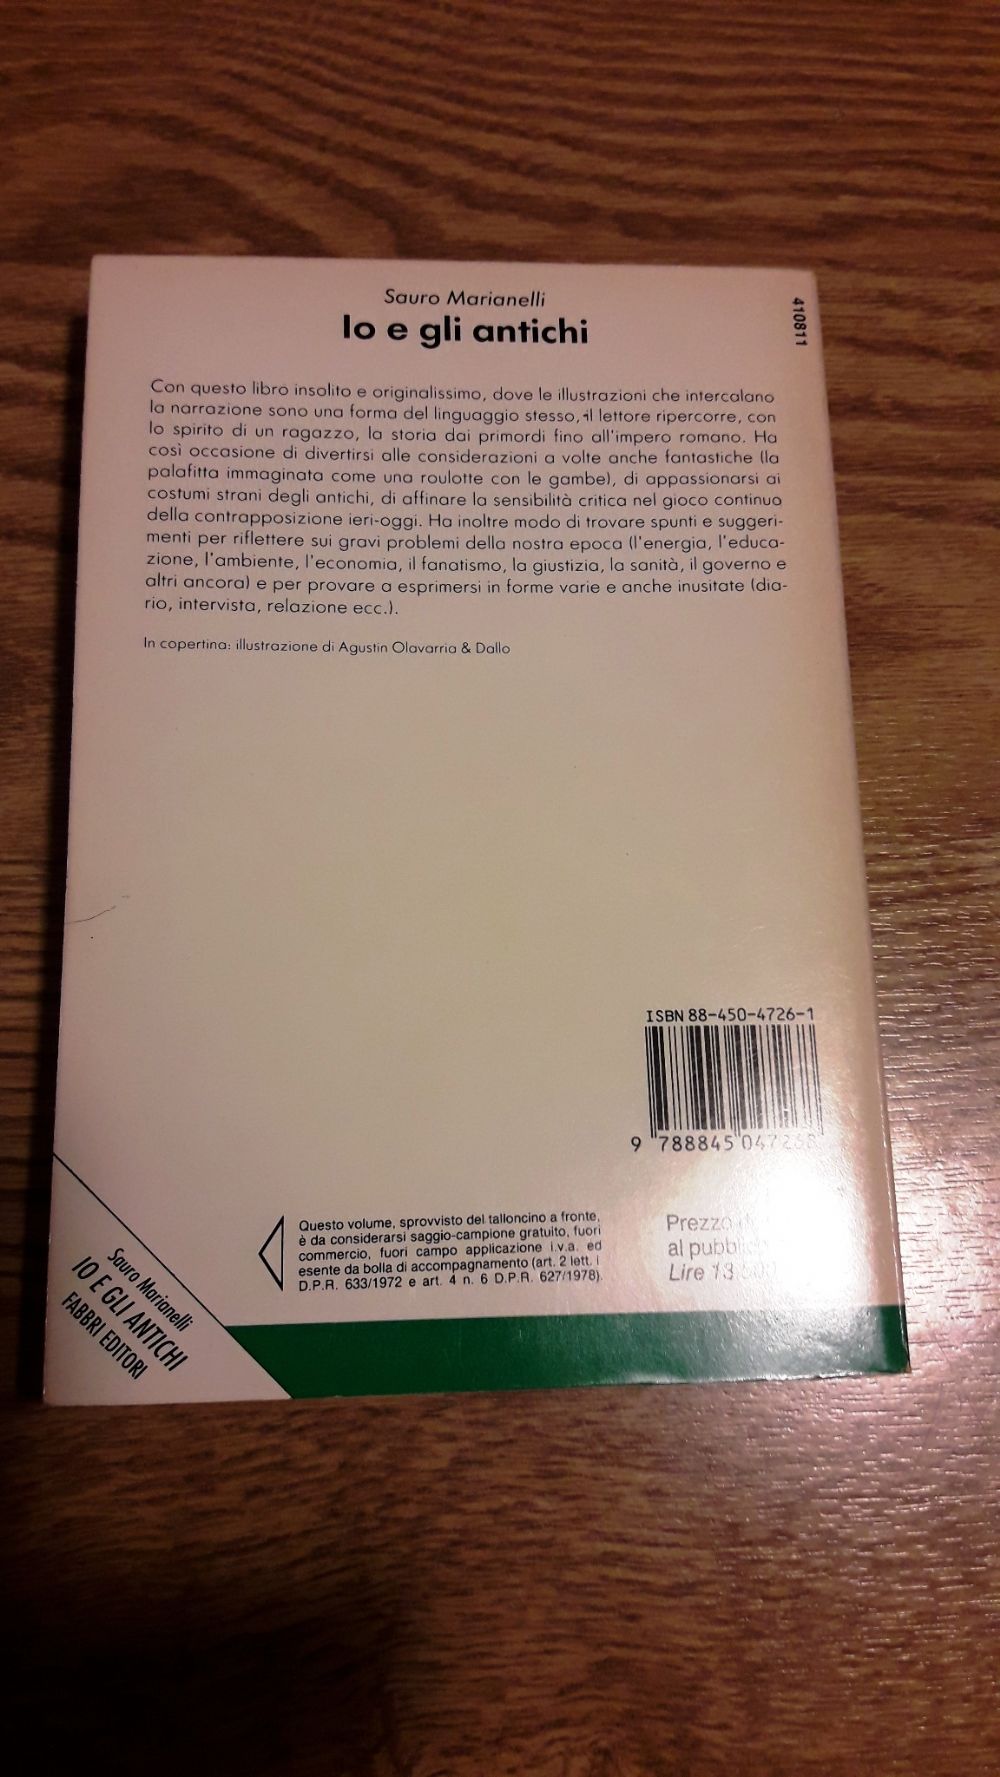 Sauro Marianelli
Io e gli antichi
410811
Con questo libro insolito e originalissimo, dove le illustrazioni che intercalano
la narrazione sono una forma del linguaggio stesso, il lettore ripercorre, con
lo spirito di un ragazzo, la storia dai primordi fino all'impero romano. Ha
così occasione di divertirsi alle considerazioni a volte anche fantastiche (la
palafitta immaginata come una roulotte con le gambe), di appassionarsi ai
costumi strani degli antichi, di affinare la sensibilità critica nel gioco continuo
della contrapposizione ieri-oggi. Ha inoltre modo di trovare spunti e suggeri-
menti per riflettere sui gravi problemi della nostra epoca (l'energia, l'educa-
zione, l'ambiente, l'economia, il fanatismo, la giustizia, la sanità, il governo e
altri ancora) e per provare a esprimersi in forme varie e anche inusitate (dia-
rio, intervista, relazione ecc.).
In copertina: illustrazione di Agustin Olavarria & Dallo
ISBN 88-450-4726-1
9 788845 047268
Questo volume, sprovvisto del talloncino a fronte,
è da considerarsi saggio-campione gratuito, fuori
commercio, fuori campo applicazione i.v.a. ed
esente da bolla di accompagnamento (art. 2 lett. i
D.P.R. 633/1972 e art. 4 n. 6 D.P.R. 627/1978).
Prezzo
al pubblico
Lire
Sauro Marianelli
IO E GLI ANTICHI
FABBRI EDITORI